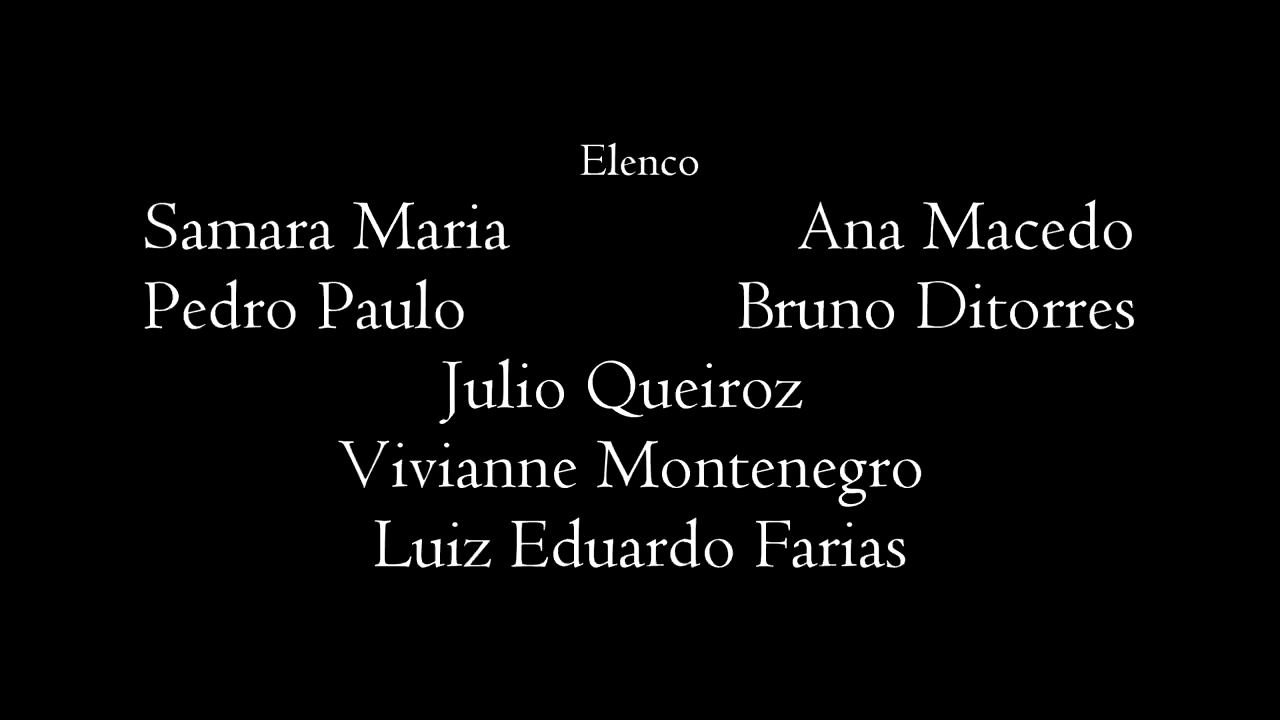 Elenco
Samara Maria Ana Macedo
Pedro Paulo Bruno Ditorres
Julio Queiroz
Vivianne Montenegro
Luiz Eduardo Farias